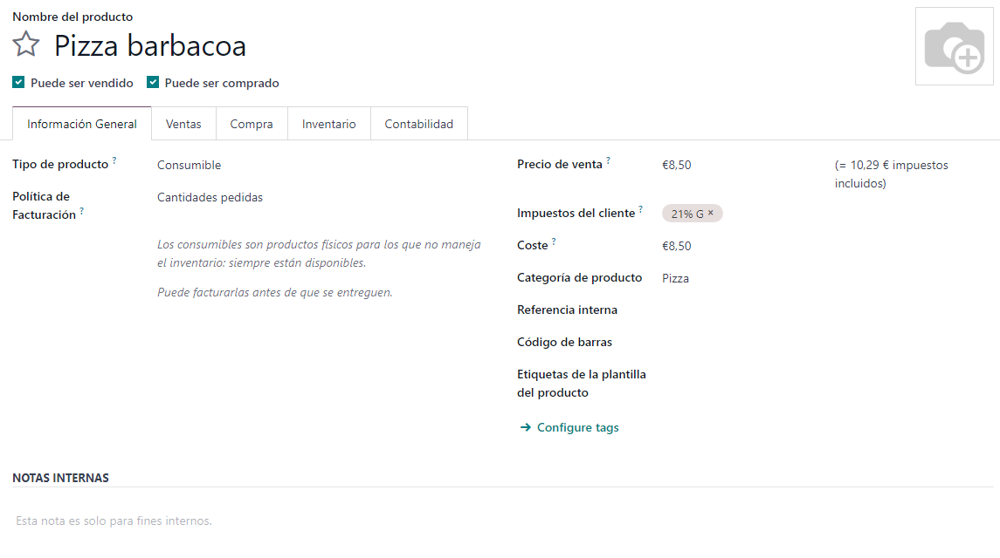 Nombre del producto
Pizza barbacoa
Puede ser vendido Puede ser comprado
Información General Ventas Compra Inventario Contabilidad
Tipo de producto ? Consumible
Política de
Facturación ? Cantidades pedidas
Los consumibles son productos físicos para los que no maneja
el inventario: siempre están disponibles.
Puede facturarlas antes de que se entreguen.
Precio de venta ? €8,50 (= 10,29 € impuestos
incluidos)
Impuestos del cliente ? 21% G ×
Coste ? €8,50
Categoría de producto Pizza
Referencia interna
Código de barras
Etiquetas de la plantilla
del producto
→ Configure tags
NOTAS INTERNAS
Esta nota es solo para fines internos.